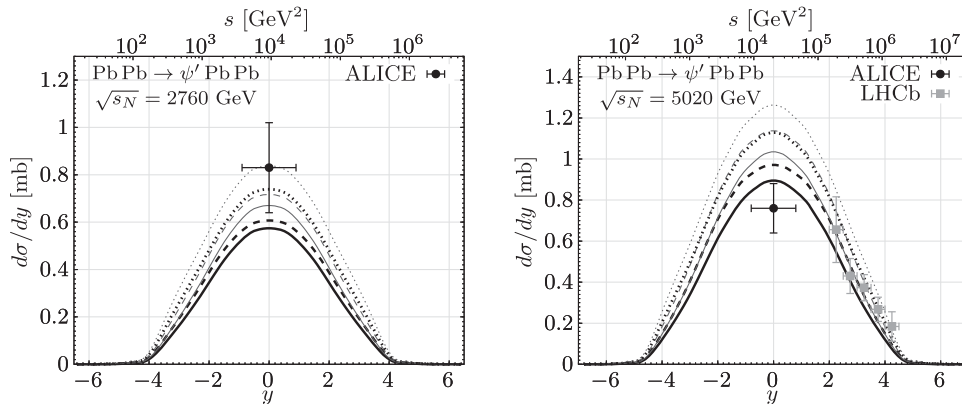 s [GeV²]
10² 10³ 10⁴ 10⁵ 10⁶
Pb Pb → ψ′ Pb Pb
ALICE
√s_N = 2760 GeV
dσ/dy [mb]
1
0.8
0.6
0.4
0.2
0
−6 −4 −2 0 2 4 6
y
s [GeV²]
10² 10³ 10⁴ 10⁵ 10⁶ 10⁷
Pb Pb → ψ′ Pb Pb
ALICE
√s_N = 5020 GeV
LHCb
dσ/dy [mb]
1.4
1.2
1
0.8
0.6
0.4
0.2
0
−6 −4 −2 0 2 4 6
y